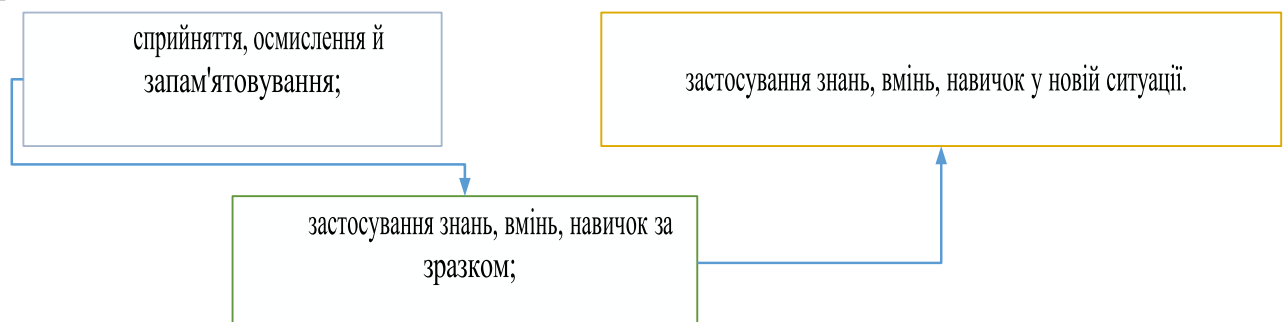 сприйняття, осмислення й
запам'ятовування;
застосування знань, вмінь, навичок за
зразком;
застосування знань, вмінь, навичок у новій ситуації.